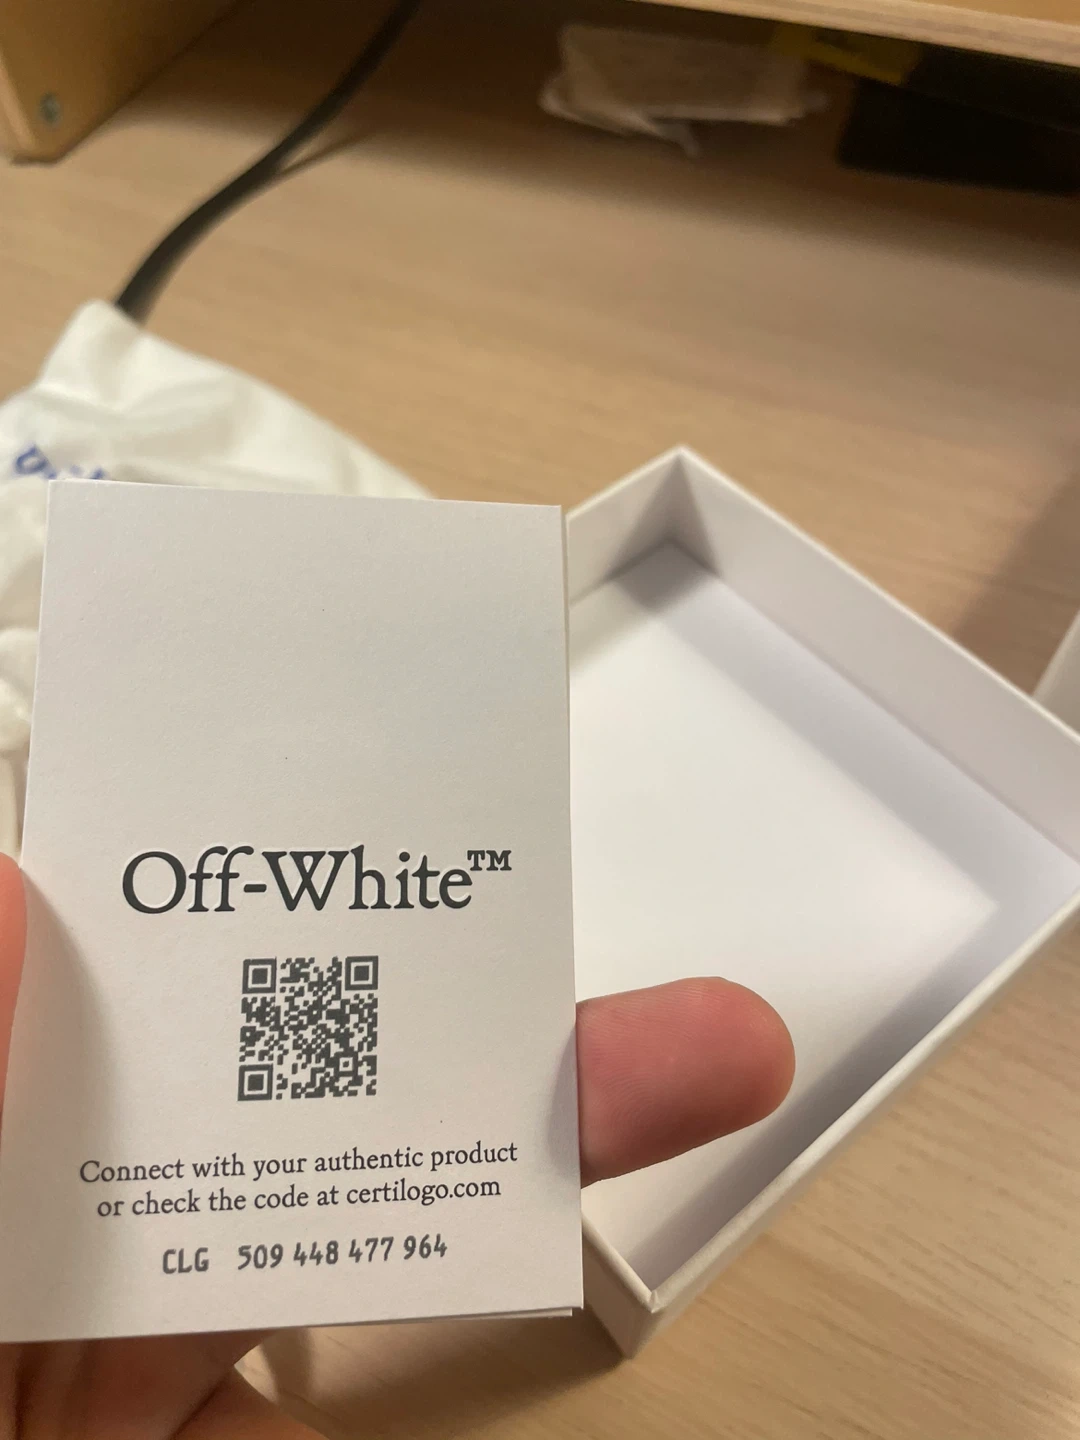 Off-White™
Connect with your authentic product
or check the code at certilogo.com
CLG 509 448 477 964